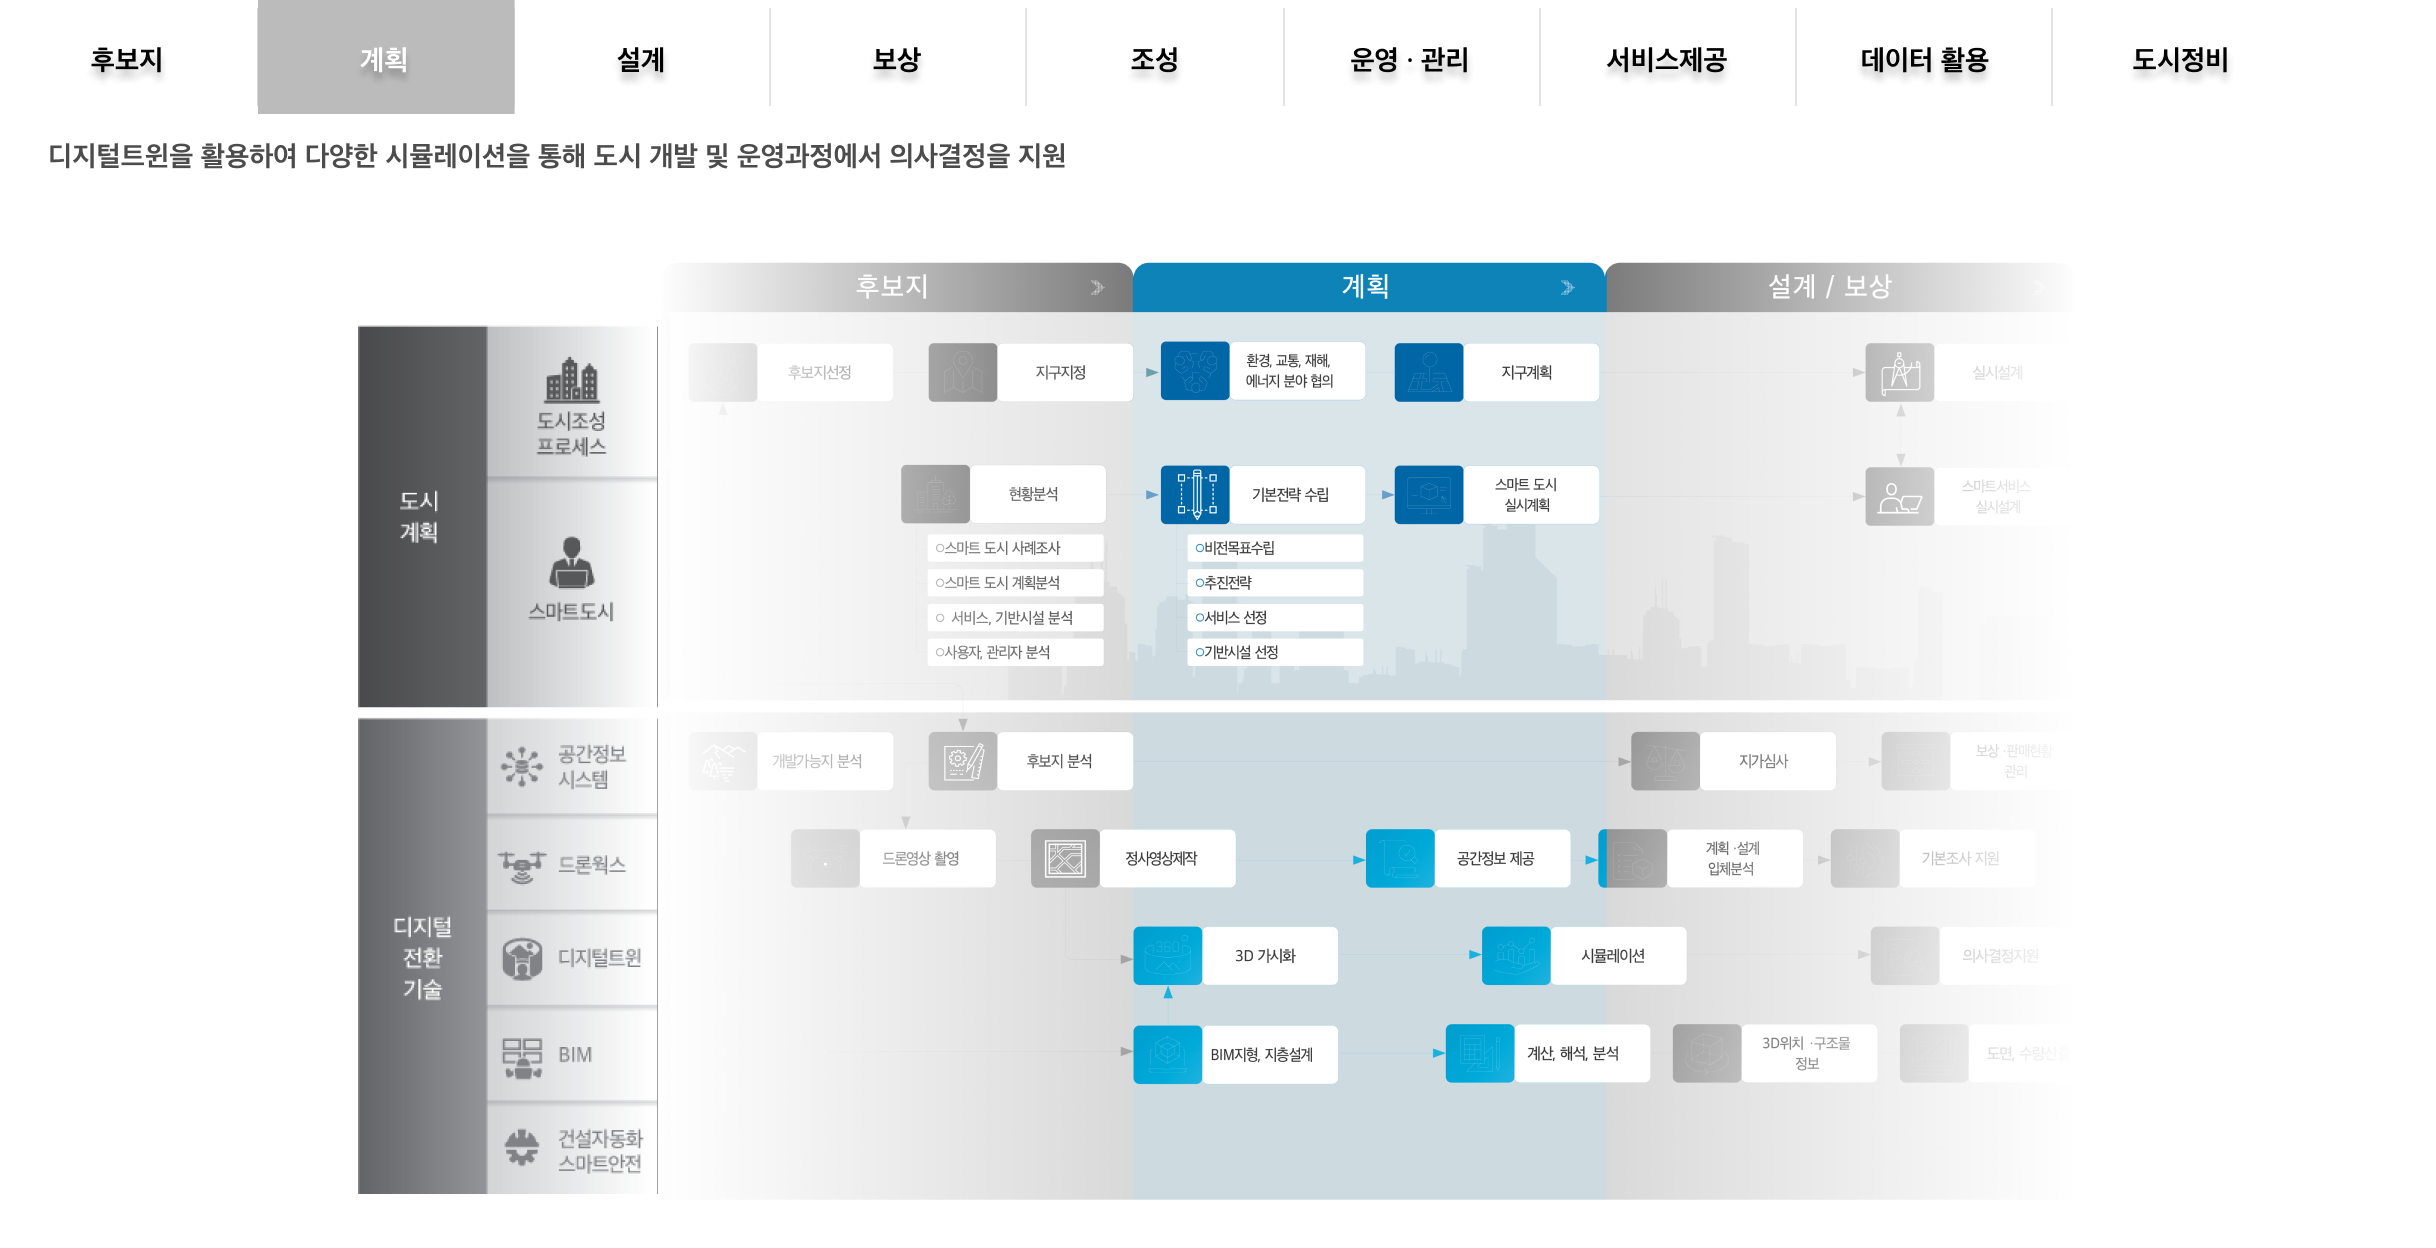 후보지
계획
설계
보상
조성
운영 · 관리
서비스제공
데이터 활용
도시정비
디지털트윈을 활용하여 다양한 시뮬레이션을 통해 도시 개발 및 운영과정에서 의사결정을 지원
후보지
계획
설계 / 보상
도시
계획
도시조성
프로세스
후보지선정
지구지정
환경, 교통, 재해,
에너지 분야 협의
지구계획
실시설계
스마트도시
현황분석
기본전략 수립
스마트 도시
실시계획
스마트서비스
실시설계
○스마트 도시 사례조사
○스마트 도시 계획분석
○ 서비스, 기반시설 분석
○사용자, 관리자 분석
○비전목표수립
○추진전략
○서비스 선정
○기반시설 선정
디지털
전환
기술
공간정보
시스템
개발가능지 분석
후보지 분석
지가심사
보상 ·판매현황
관리
드론웍스
드론영상 촬영
정사영상제작
공간정보 제공
계획 ·설계
입체분석
기본조사 지원
디지털트윈
3D 가시화
시뮬레이션
의사결정지원
BIM
BIM지형, 지층설계
계산, 해석, 분석
3D위치 ·구조물
정보
도면,
건설자동화
스마트안전